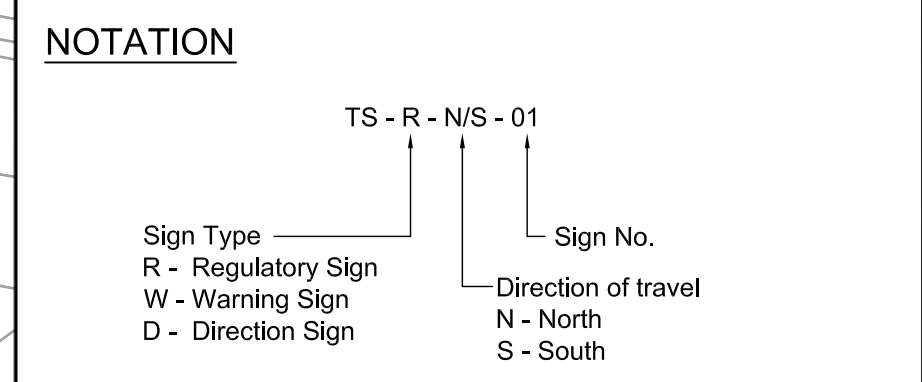 NOTATION
TS - R - N/S - 01
Sign Type
R - Regulatory Sign
W - Warning Sign
D - Direction Sign
Sign No.
Direction of travel
N - North
S - South